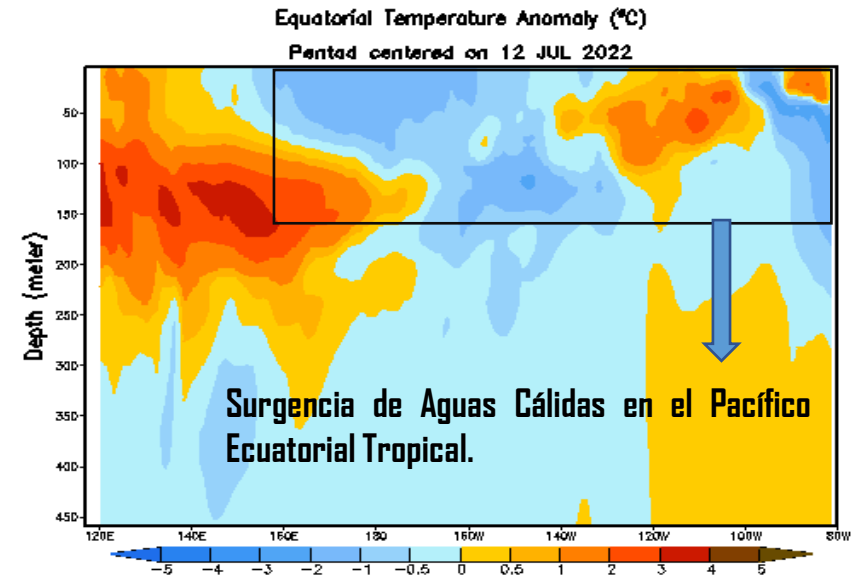 Equatorial Temperature Anomaly (°C)
Pentad centered on 12 JUL 2022
Depth (meter)
50
100
150
200
250
300
350
400
450
Surgencia de Aguas Cálidas en el Pacífico
Ecuatorial Tropical.
120E 140E 160E 180 160W 140W 120W 100W 80W
-5 -4 -3 -2 -1 -0.5 0 0.5 1 2 3 4 5